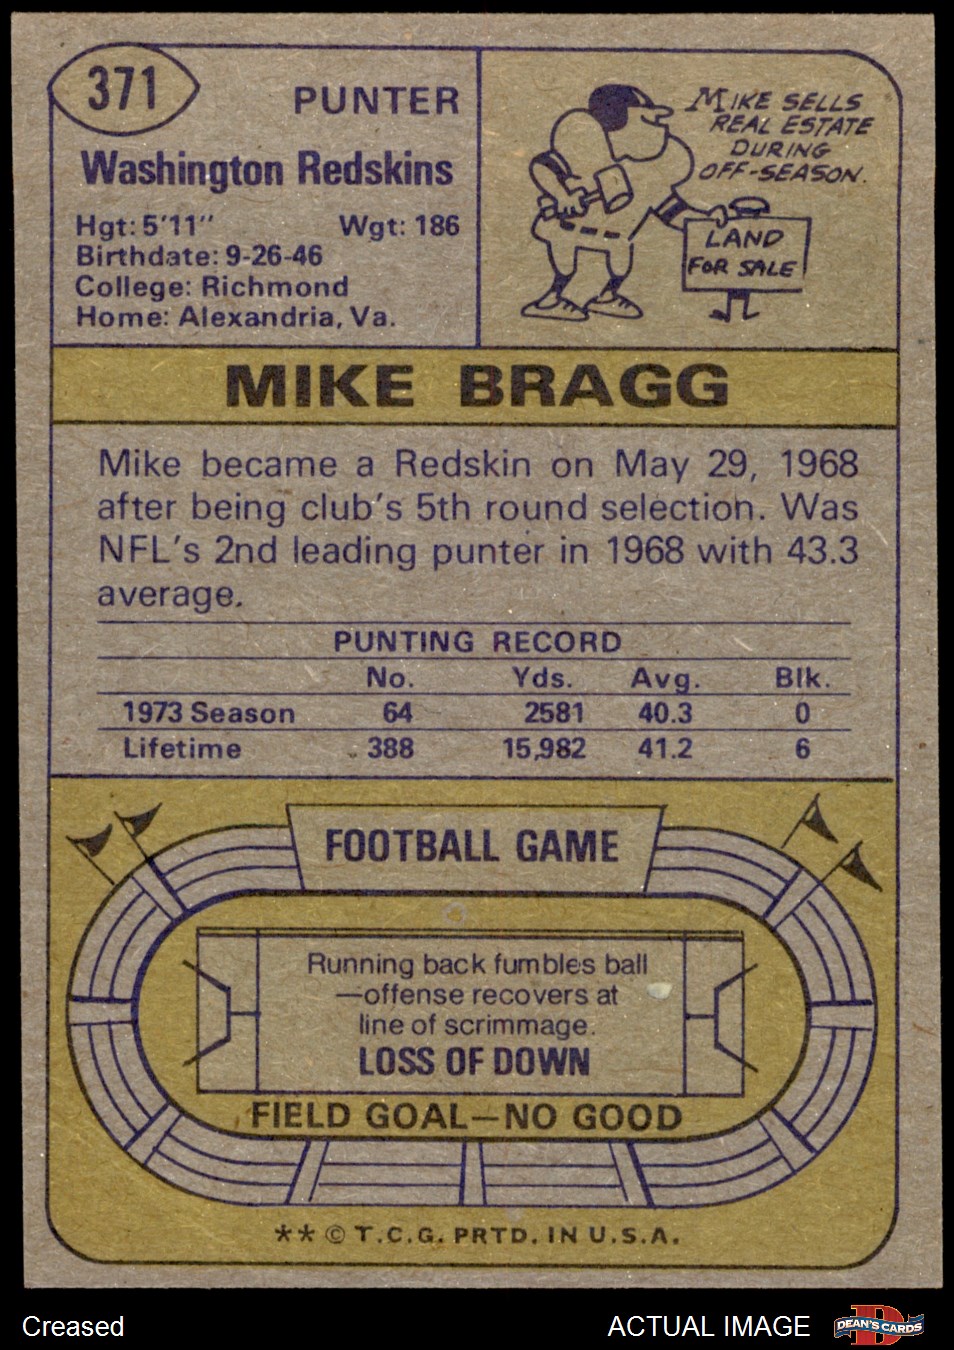 371
PUNTER
Washington Redskins
Hgt: 5'11" Wgt: 186
Birthdate: 9-26-46
College: Richmond
Home: Alexandria, Va.
MIKE SELLS
REAL ESTATE
DURING
OFF-SEASON.
LAND
FOR SALE
MIKE BRAGG
Mike became a Redskin on May 29, 1968
after being club's 5th round selection. Was
NFL's 2nd leading punter in 1968 with 43.3
average.
PUNTING RECORD
No. Yds. Avg. Blk.
1973 Season 64 2581 40.3 0
Lifetime 388 15,982 41.2 6
FOOTBALL GAME
Running back fumbles ball
—offense recovers at
line of scrimmage.
LOSS OF DOWN
FIELD GOAL—NO GOOD
** © T.C.G. PRTD. IN U.S.A.
Creased
ACTUAL IMAGE
D
DEAN'S CARDS